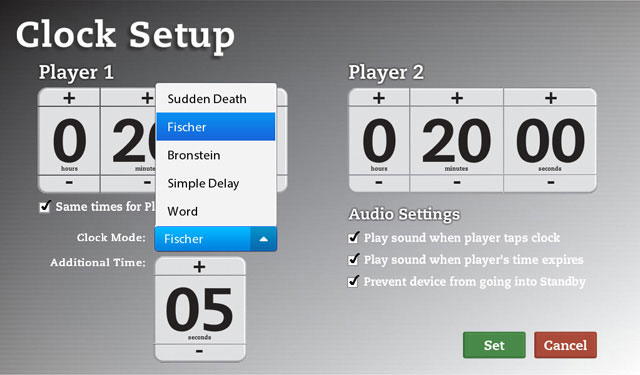 Clock Setup
Player 1
Player 2
+ +
+ + +
0 20
0 20 00
hours minutes
hours minutes seconds
- -
- - -
Sudden Death
Fischer
Bronstein
Simple Delay
Word
Same times for Pl
Clock Mode: Fischer
Additional Time:
+
05
seconds
-
Audio Settings
Play sound when player taps clock
Play sound when player's time expires
Prevent device from going into Standby
Set Cancel